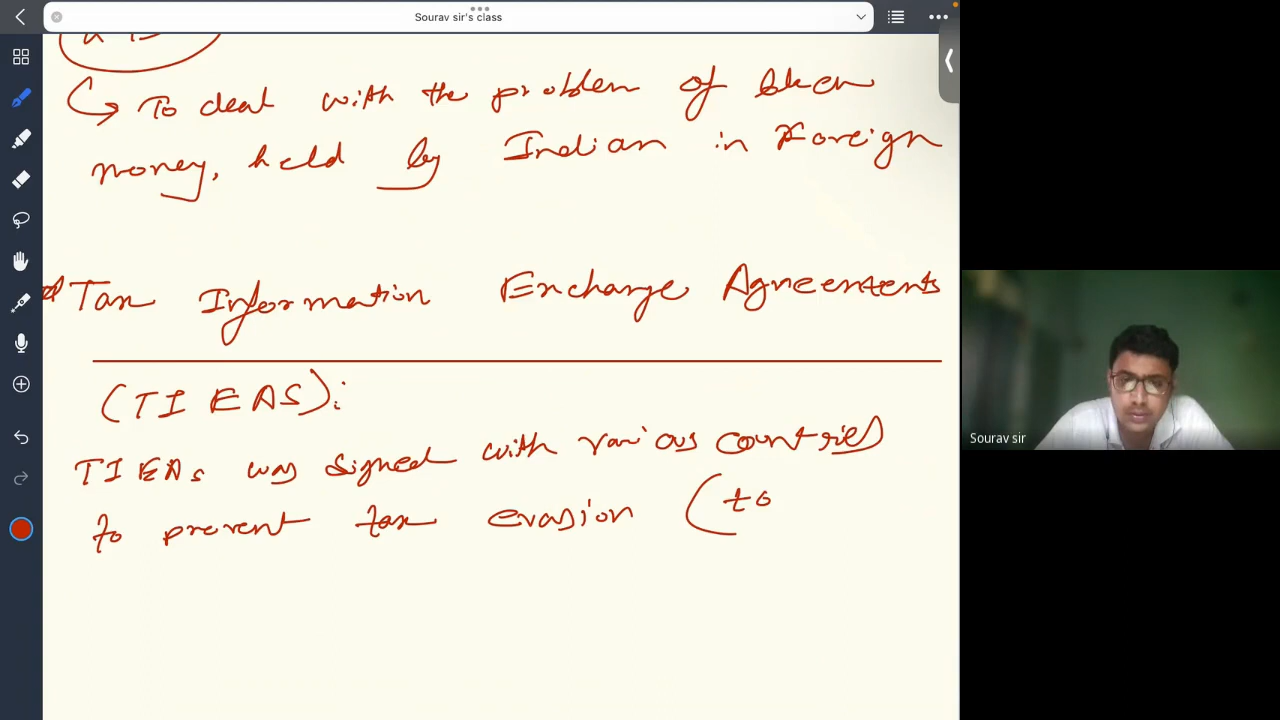 Sourav sir's class
→ To deal with the problem of
money, held by Indian in Foreign
Tax Information Exchange Agreements
(TIEAS):
TIEAs was signed with various countries
to prevent tax evasion (to
Sourav sir